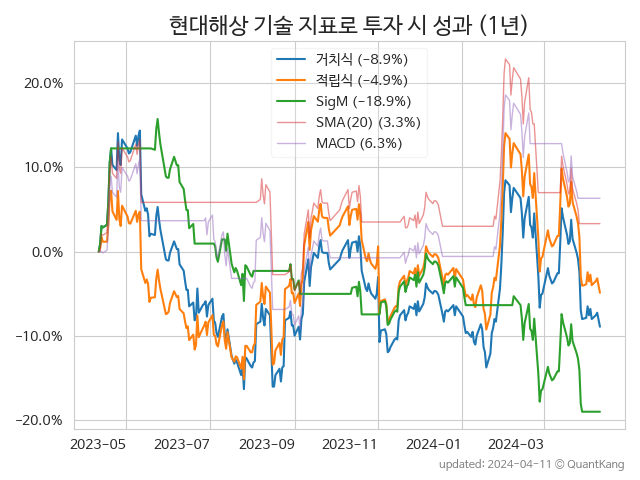 현대해상 기술 지표로 투자 시 성과 (1년)
거치식 (−8.9%)
적립식 (−4.9%)
SigM (−18.9%)
SMA(20) (3.3%)
MACD (6.3%)
20.0%
10.0%
0.0%
−10.0%
−20.0%
2023-05 2023-07 2023-09 2023-11 2024-01 2024-03
updated: 2024-04-11 © QuantKang